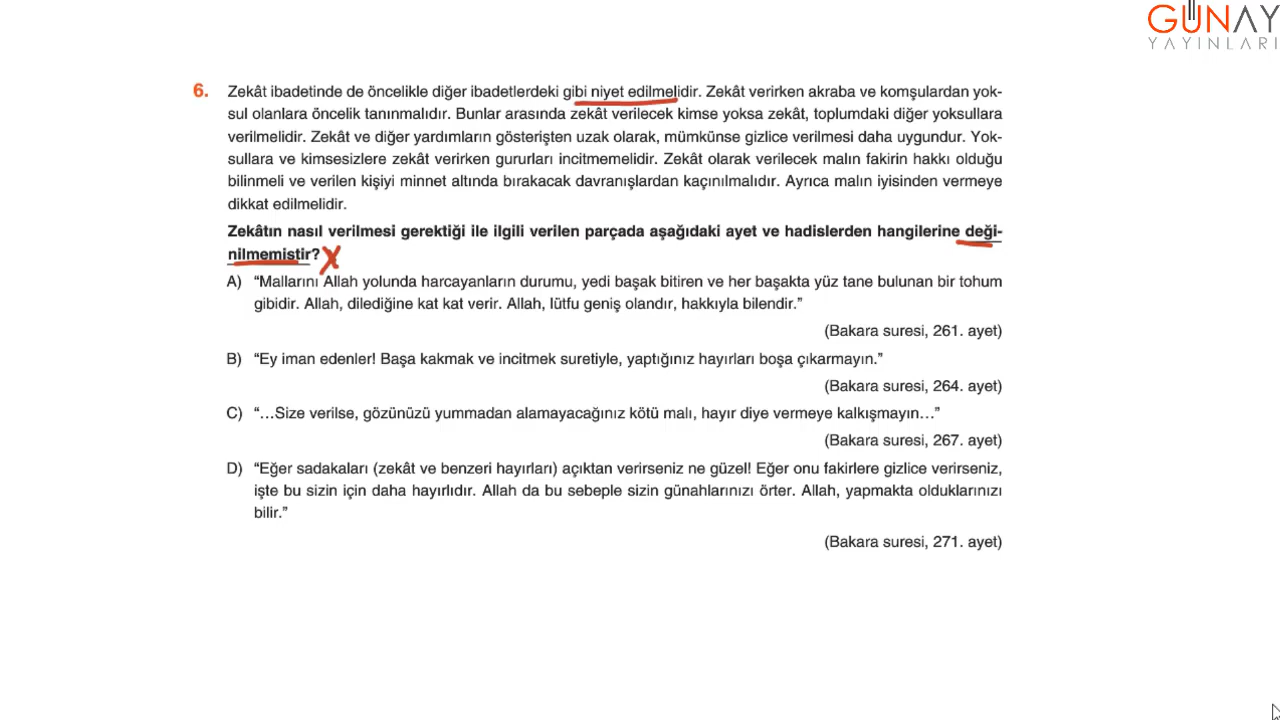 GÜNAY
YAYINLARI
6. Zekât ibadetinde de öncelikle diğer ibadetlerdeki gibi niyet edilmelidir. Zekât verirken akraba ve komşulardan yok-
sul olanlara öncelik tanınmalıdır. Bunlar arasında zekât verilecek kimse yoksa zekât, toplumdaki diğer yoksullara
verilmelidir. Zekât ve diğer yardımların gösterişten uzak olarak, mümkünse gizlice verilmesi daha uygundur. Yok-
sullara ve kimsesizlere zekât verirken gururları incitmemelidir. Zekât olarak verilecek malın fakirin hakkı olduğu
bilinmeli ve verilen kişiyi minnet altında bırakacak davranışlardan kaçınılmalıdır. Ayrıca malın iyisinden vermeye
dikkat edilmelidir.
Zekâtın nasıl verilmesi gerektiği ile ilgili verilen parçada aşağıdaki ayet ve hadislerden hangilerine deği-
nilmemiştir?
A) “Mallarını Allah yolunda harcayanların durumu, yedi başak bitiren ve her başakta yüz tane bulunan bir tohum
gibidir. Allah, dilediğine kat kat verir. Allah, lütfu geniş olandır, hakkıyla bilendir.”
(Bakara suresi, 261. ayet)
B) “Ey iman edenler! Başa kakmak ve incitmek suretiyle, yaptığınız hayırları boşa çıkarmayın.”
(Bakara suresi, 264. ayet)
C) “...Size verilse, gözünüzü yummadan alamayacağınız kötü malı, hayır diye vermeye kalkışmayın...”
(Bakara suresi, 267. ayet)
D) “Eğer sadakaları (zekât ve benzeri hayırları) açıktan verirseniz ne güzel! Eğer onu fakirlere gizlice verirseniz,
işte bu sizin için daha hayırlıdır. Allah da bu sebeple sizin günahlarınızı örter. Allah, yapmakta olduklarınızı
bilir.”
(Bakara suresi, 271. ayet)